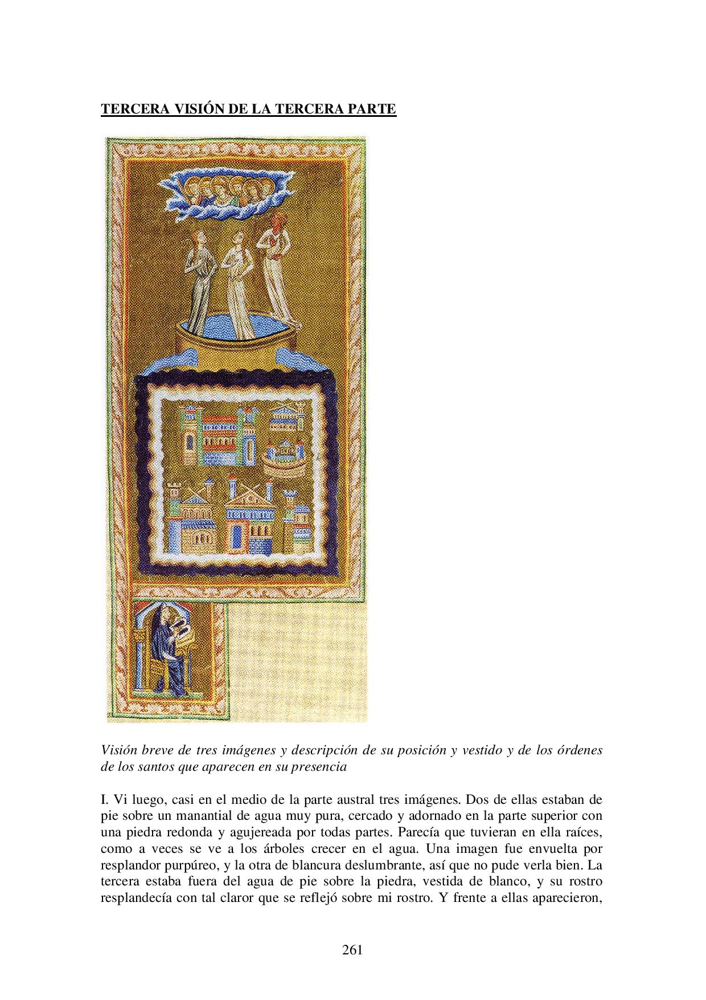 TERCERA VISIÓN DE LA TERCERA PARTE
Visión breve de tres imágenes y descripción de su posición y vestido y de los órdenes
de los santos que aparecen en su presencia
I. Vi luego, casi en el medio de la parte austral tres imágenes. Dos de ellas estaban de
pie sobre un manantial de agua muy pura, cercado y adornado en la parte superior con
una piedra redonda y agujereada por todas partes. Parecía que tuvieran en ella raíces,
como a veces se ve a los árboles crecer en el agua. Una imagen fue envuelta por
resplandor purpúreo, y la otra de blancura deslumbrante, así que no pude verla bien. La
tercera estaba fuera del agua de pie sobre la piedra, vestida de blanco, y su rostro
resplandecía con tal claror que se reflejó sobre mi rostro. Y frente a ellas aparecieron,
261